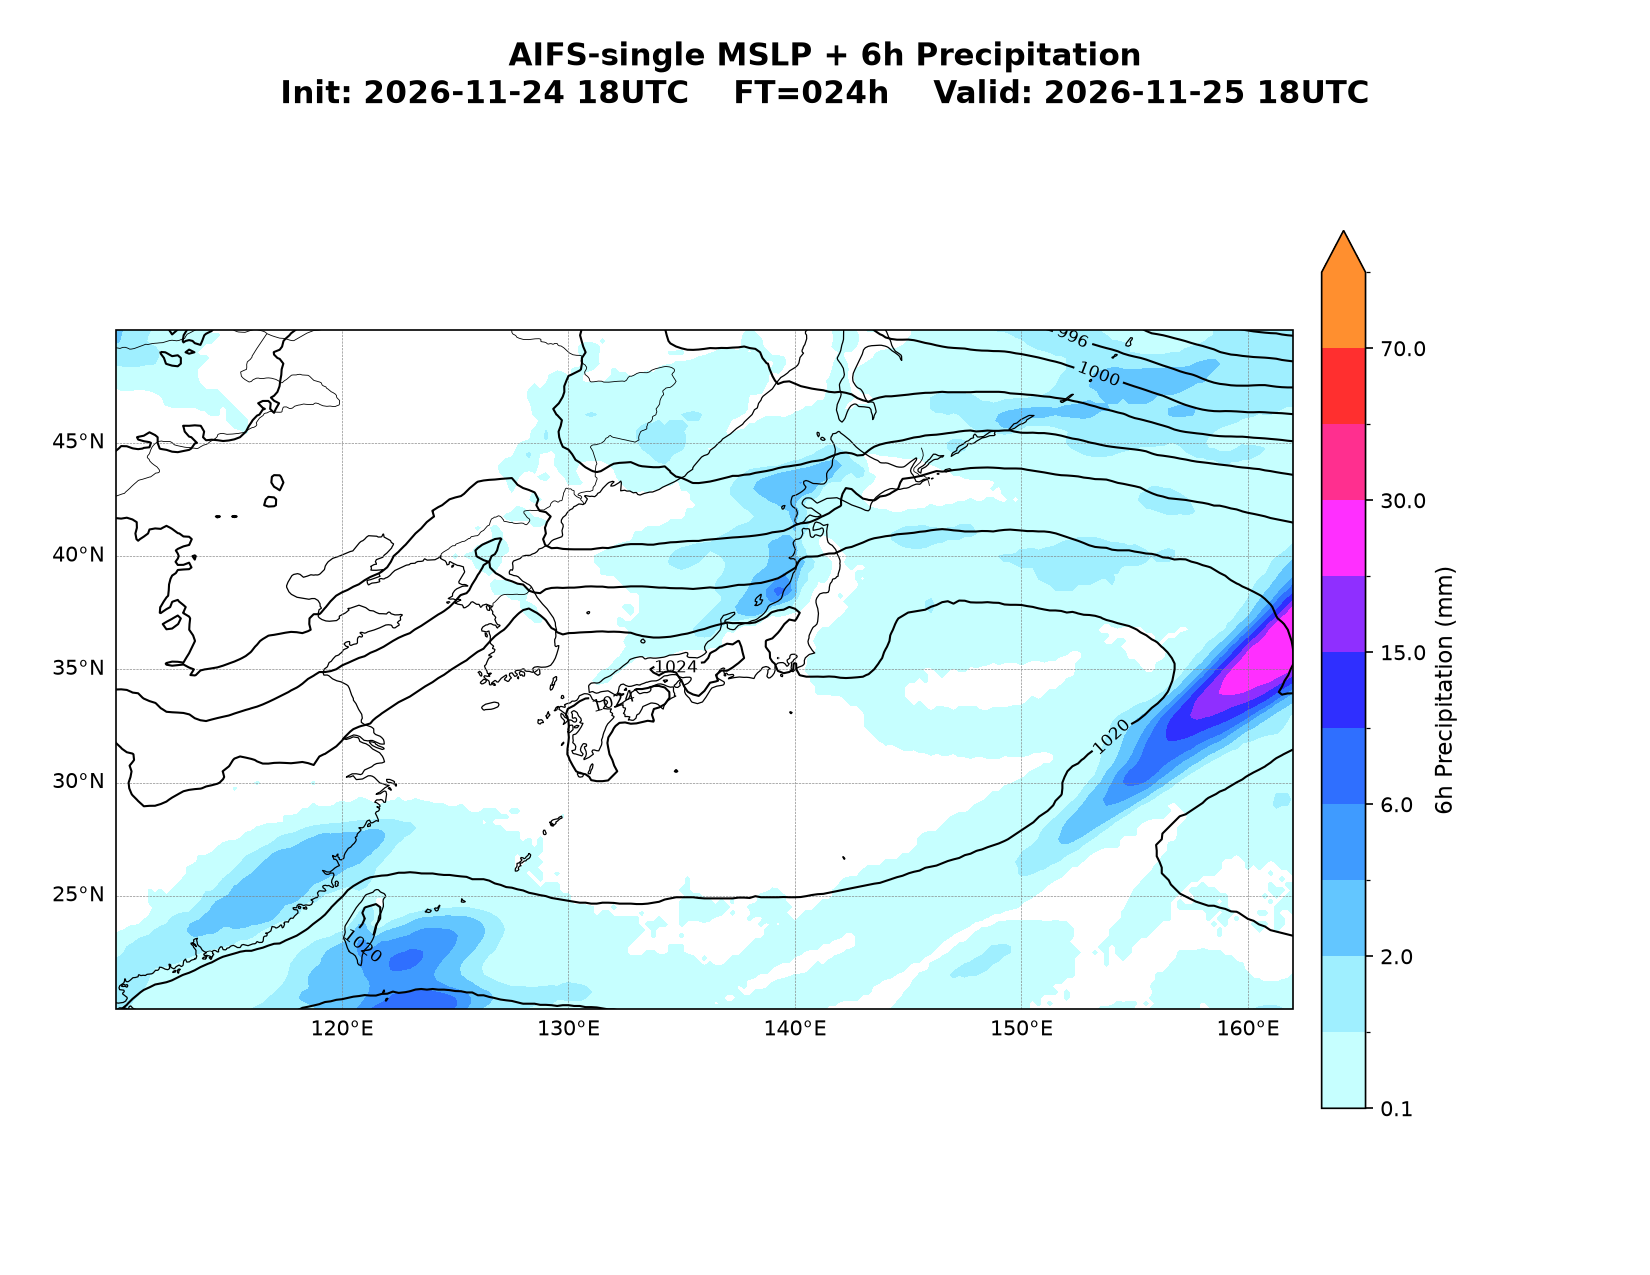 AIFS-single MSLP + 6h Precipitation
Init: 2026-11-24 18UTC    FT=024h    Valid: 2026-11-25 18UTC
996
1000
1024
1024
1020
1020
45°N
40°N
35°N
30°N
25°N
120°E
130°E
140°E
150°E
160°E
70.0
30.0
15.0
6.0
2.0
0.1
6h Precipitation (mm)